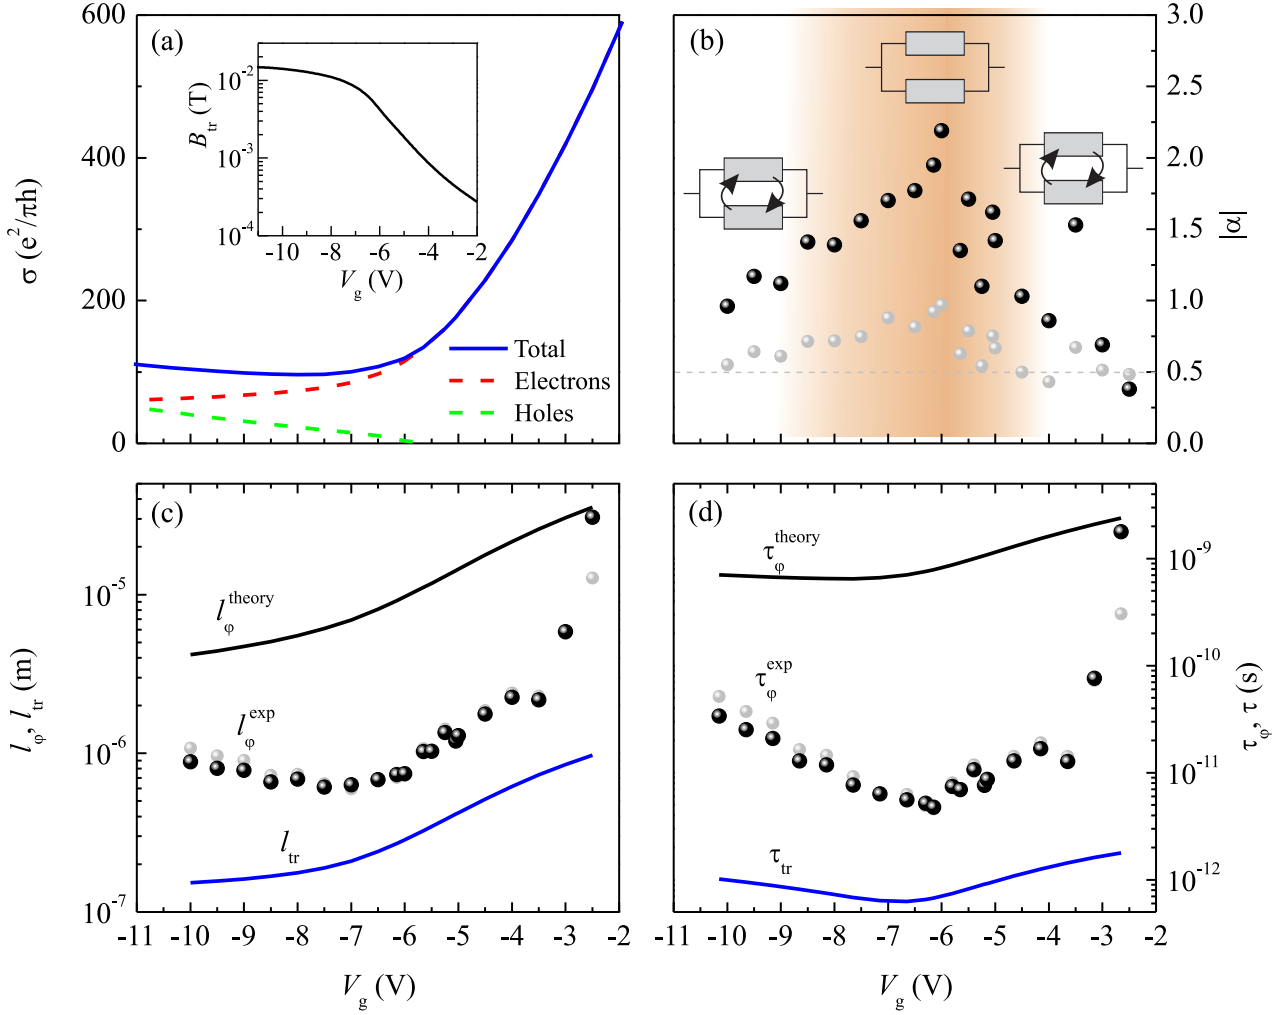 (a)
600
400
200
0
σ (e²/πh)
10⁻²
10⁻³
10⁻⁴
B_tr (T)
-10 -8 -6 -4 -2
V_g (V)
Total
Electrons
Holes
(b)
3.0
2.5
2.0
1.5
1.0
0.5
0.0
|α|
(c)
10⁻⁵
10⁻⁶
10⁻⁷
l_φ, l_tr (m)
l_φ^theory
l_φ^exp
l_tr
-11 -10 -9 -8 -7 -6 -5 -4 -3 -2
V_g (V)
(d)
τ_φ^theory
τ_φ^exp
τ_tr
10⁻⁹
10⁻¹⁰
10⁻¹¹
10⁻¹²
τ_φ, τ (s)
-11 -10 -9 -8 -7 -6 -5 -4 -3 -2
V_g (V)